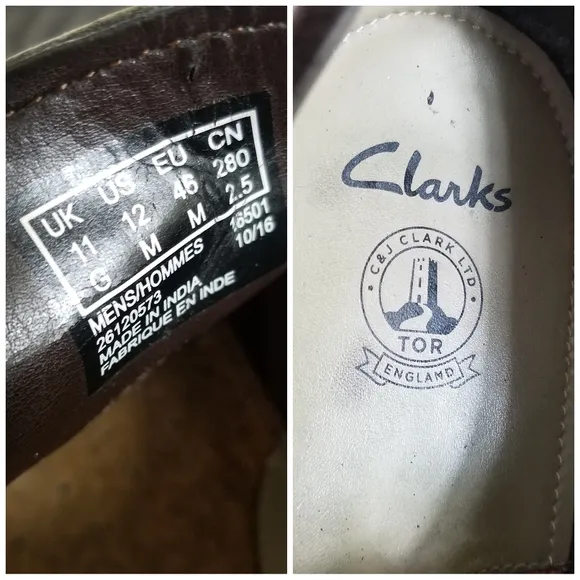 UK US EU CN
11 12 46 280
G M M 2.5
MENS/HOMMES 16501
26120573 10/16
MADE IN INDIA
FABRIQUE EN INDE
Clarks
C&J CLARK LTD
TOR
ENGLAND